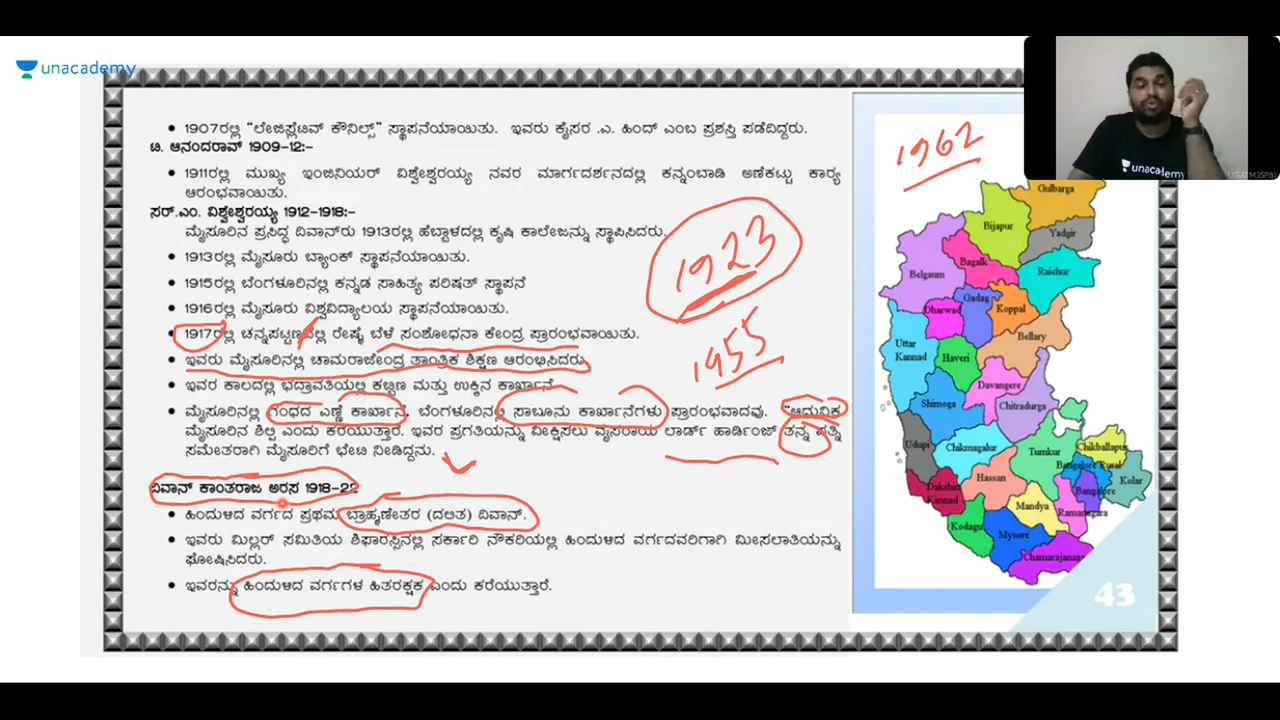 unacademy
• 1907ರಲ್ಲಿ "ಲೇಜಿಸ್ಲೇಟಿವ್ ಕೌನಿಲ್ಸ್" ಸ್ಥಾಪನೆಯಾಯಿತು. ಇವರು ಕೈಸರ .ಎ. ಹಿಂದ್ ಎಂಬ ಪ್ರಶಸ್ತಿ ಪಡೆವಿದ್ದರು.
ಟಿ. ಆನಂದರಾವ್ 1909-12:-
• 1911ರಲ್ಲಿ ಮುಖ್ಯ ಇಂಜಿನಿಯರ್ ವಿಶ್ವೇಶ್ವರಯ್ಯ ನವರ ಮಾರ್ಗದರ್ಶನದಲ್ಲಿ ಕನ್ನಂಬಾಡಿ ಅಣೆಕಟ್ಟು ಕಾರ್‍ಯ
ಆರಂಭವಾಯಿತು.
ಸರ್.ಎಂ. ವಿಶ್ವೇಶ್ವರಯ್ಯ 1912-1918:-
ಮೈಸೂರಿನ ಪ್ರಸಿದ್ಧ ದಿವಾನ್‌ರು 1913ರಲ್ಲಿ ಹೆಬ್ಬಾಳದಲ್ಲಿ ಕೃಷಿ ಕಾಲೇಜನ್ನು ಸ್ಥಾಪಿಸಿದರು.
• 1913ರಲ್ಲಿ ಮೈಸೂರು ಬ್ಯಾಂಕ್ ಸ್ಥಾಪನೆಯಾಯಿತು.
• 1915ರಲ್ಲಿ ಬೆಂಗಳೂರಿನಲ್ಲಿ ಕನ್ನಡ ಸಾಹಿತ್ಯ ಪರಿಷತ್ ಸ್ಥಾಪನೆ
• 1916ರಲ್ಲಿ ಮೈಸೂರು ವಿಶ್ವವಿದ್ಯಾಲಯ ಸ್ಥಾಪನೆಯಾಯಿತು.
• 1917ರಲ್ಲಿ ಚನ್ನಪಟ್ಟಣದಲ್ಲಿ ರೇಷ್ಮೆ ಬೆಳೆ ಸಂಶೋಧನಾ ಕೇಂದ್ರ ಪ್ರಾರಂಭವಾಯಿತು.
• ಇವರು ಮೈಸೂರಿನಲ್ಲಿ ಚಾಮರಾಜೇಂದ್ರ ತಾಂತ್ರಿಕ ಶಿಕ್ಷಣ ಆರಂಭಿಸಿದರು.
• ಇವರ ಕಾಲದಲ್ಲಿ ಭದ್ರಾವತಿಯಲ್ಲಿ ಕಬ್ಬಿಣ ಮತ್ತು ಉಕ್ಕಿನ ಕಾರ್ಖಾನೆ
• ಮೈಸೂರಿನಲ್ಲಿ ಗಂಧದ ಎಣ್ಣೆ ಕಾರ್ಖಾನೆ, ಬೆಂಗಳೂರಿನಲ್ಲಿ ಸಾಬೂನು ಕಾರ್ಖಾನೆಗಳು ಪ್ರಾರಂಭವಾದವು. "ಆಧುನಿಕ
ಮೈಸೂರಿನ ಶಿಲ್ಪಿ ಎಂದು ಕರೆಯುತ್ತಾರೆ. ಇವರ ಪ್ರಗತಿಯನ್ನು ವೀಕ್ಷಿಸಲು ವೈಸರಾಯ ಲಾರ್ಡ್ ಹಾರ್ಡಿಂಜ್ ತನ್ನ ಪತ್ನಿ
ಸಮೇತರಾಗಿ ಮೈಸೂರಿಗೆ ಭೇಟಿ ನೀಡಿದ್ದನು.
ದಿವಾನ್ ಕಾಂತರಾಜ ಅರಸ 1918-22
• ಹಿಂದುಳಿದ ವರ್ಗದ ಪ್ರಥಮ ಬ್ರಾಹ್ಮಣೇತರ (ದಲಿತ) ದಿವಾನ್.
• ಇವರು ಮಿಲ್ಲರ್ ಸಮಿತಿಯ ಶಿಫಾರಸ್ಸಿನಲ್ಲಿ ಸರ್ಕಾರಿ ನೌಕರಿಯಲ್ಲಿ ಹಿಂದುಳಿದ ವರ್ಗದವರಿಗಾಗಿ ಮೀಸಲಾತಿಯನ್ನು
ಘೋಷಿಸಿದರು.
• ಇವರನ್ನು ಹಿಂದುಳಿದ ವರ್ಗಗಳ ಹಿತರಕ್ಷಕ ಎಂದು ಕರೆಯುತ್ತಾರೆ.
1923
1955
1962
unacademy
UGATM35P8I
Gulbarga
Bijapur
Yadgir
Bagalk
Belgaum
Raichur
Gadag
Dharwad
Koppal
Bellary
Uttar
Kannad
Haveri
Davangere
Shimoga
Chitradurga
Udupi
Chikmagalur
Tumkur
Chikballapur
Bangalore Rural
Kolar
Hassan
Bangalore
Dakshin
Kannad
Mandya
Ramanagara
Kodagu
Mysore
Chamarajanagar
43